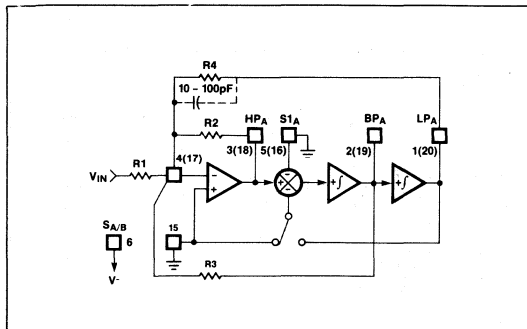 R4
10 – 100pF
R2
HPA
S1A
BPA
LPA
3(18)
5(16)
2(19)
1(20)
R1
4(17)
VIN
−
+
−
+
−
+∫
+∫
SA/B
6
15
V-
R3